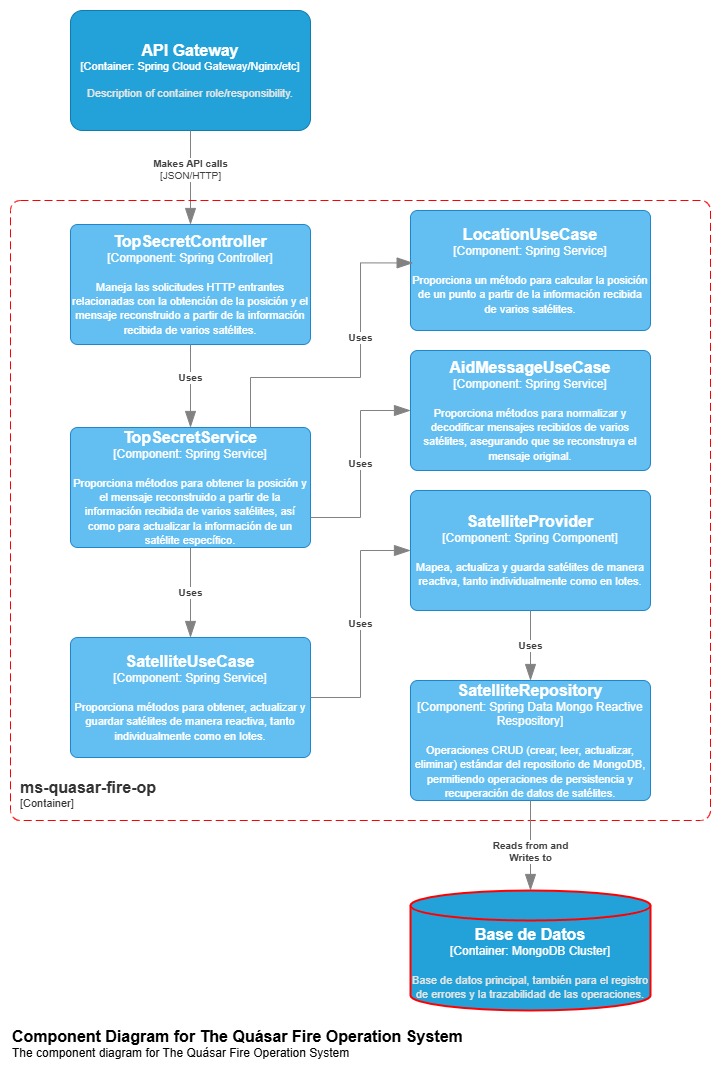 API Gateway
[Container: Spring Cloud Gateway/Nginx/etc]
Description of container role/responsibility.
Makes API calls
[JSON/HTTP]
TopSecretController
[Component: Spring Controller]
Maneja las solicitudes HTTP entrantes
relacionadas con la obtención de la posición y el
mensaje reconstruido a partir de la información
recibida de varios satélites.
LocationUseCase
[Component: Spring Service]
Proporciona un método para calcular la posición
de un punto a partir de la información recibida
de varios satélites.
Uses
Uses
AidMessageUseCase
[Component: Spring Service]
Proporciona métodos para normalizar y
decodificar mensajes recibidos de varios
satélites, asegurando que se reconstruya el
mensaje original.
TopSecretService
[Component: Spring Service]
Proporciona métodos para obtener la posición y
el mensaje reconstruido a partir de la
información recibida de varios satélites, así
como para actualizar la información de un
satélite específico.
Uses
SatelliteProvider
[Component: Spring Component]
Mapea, actualiza y guarda satélites de manera
reactiva, tanto individualmente como en lotes.
Uses
Uses
SatelliteUseCase
[Component: Spring Service]
Proporciona métodos para obtener, actualizar y
guardar satélites de manera reactiva, tanto
individualmente como en lotes.
Uses
SatelliteRepository
[Component: Spring Data Mongo Reactive
Respository]
Operaciones CRUD (crear, leer, actualizar,
eliminar) estándar del repositorio de MongoDB,
permitiendo operaciones de persistencia y
recuperación de datos de satélites.
ms-quasar-fire-op
[Container]
Reads from and
Writes to
Base de Datos
[Container: MongoDB Cluster]
Base de datos principal, también para el registro
de errores y la trazabilidad de las operaciones.
Component Diagram for The Quásar Fire Operation System
The component diagram for The Quásar Fire Operation System